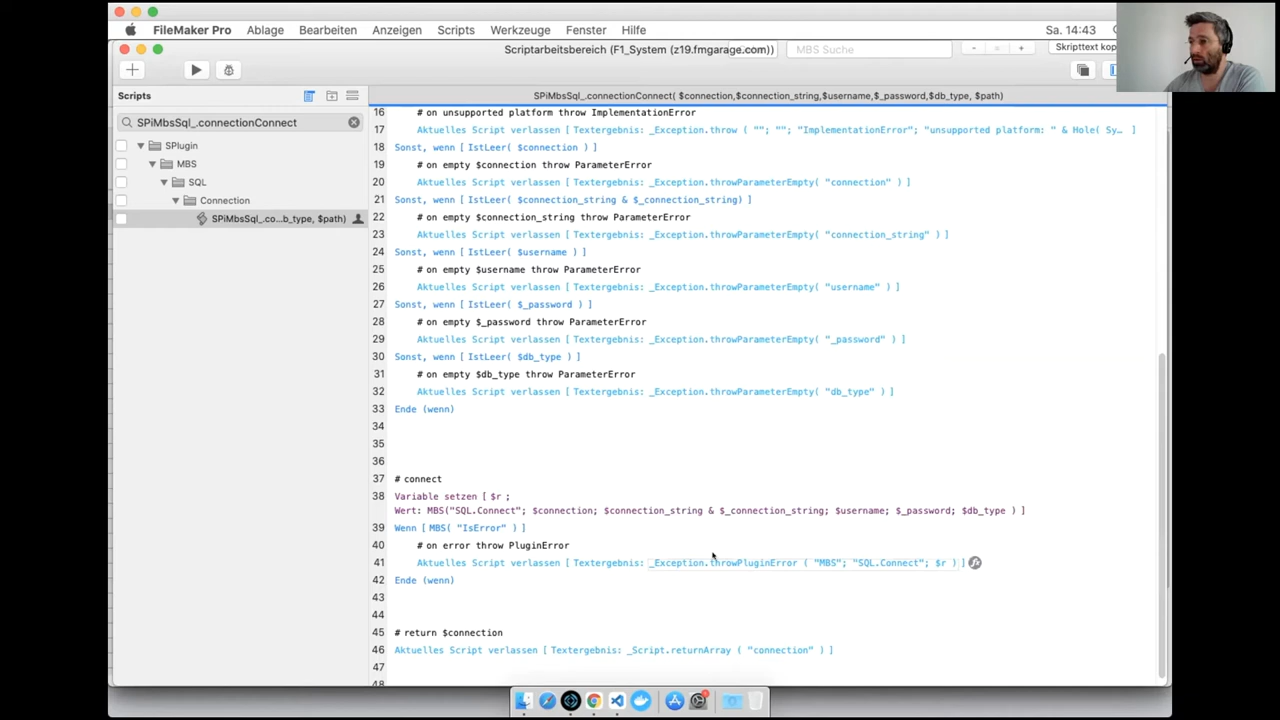 FileMaker Pro Ablage Bearbeiten Anzeigen Scripts Werkzeuge Fenster Hilfe Sa. 14:43
Scriptarbeitsbereich (F1_System (z19.fmgarage.com)) MBS Suche - = + Skripttext kop
Scripts
SPiMbsSql_.connectionConnect( $connection,$connection_string,$username,$_password,$db_type, $path)
SPiMbsSql_.connectionConnect
SPlugin
MBS
SQL
Connection
SPiMbsSql_.co...b_type, $path)
16 # on unsupported platform throw ImplementationError
17 Aktuelles Script verlassen [ Textergebnis: _Exception.throw ( ""; ""; "ImplementationError"; "unsupported platform: " & Hole( Sy… ]
18 Sonst, wenn [ IstLeer( $connection ) ]
19 # on empty $connection throw ParameterError
20 Aktuelles Script verlassen [ Textergebnis: _Exception.throwParameterEmpty( "connection" ) ]
21 Sonst, wenn [ IstLeer( $connection_string & $_connection_string) ]
22 # on empty $connection_string throw ParameterError
23 Aktuelles Script verlassen [ Textergebnis: _Exception.throwParameterEmpty( "connection_string" ) ]
24 Sonst, wenn [ IstLeer( $username ) ]
25 # on empty $username throw ParameterError
26 Aktuelles Script verlassen [ Textergebnis: _Exception.throwParameterEmpty( "username" ) ]
27 Sonst, wenn [ IstLeer( $_password ) ]
28 # on empty $_password throw ParameterError
29 Aktuelles Script verlassen [ Textergebnis: _Exception.throwParameterEmpty( "_password" ) ]
30 Sonst, wenn [ IstLeer( $db_type ) ]
31 # on empty $db_type throw ParameterError
32 Aktuelles Script verlassen [ Textergebnis: _Exception.throwParameterEmpty( "db_type" ) ]
33 Ende (wenn)
34
35
36
37 # connect
38 Variable setzen [ $r ;
Wert: MBS("SQL.Connect"; $connection; $connection_string & $_connection_string; $username; $_password; $db_type ) ]
39 Wenn [ MBS( "IsError" ) ]
40 # on error throw PluginError
41 Aktuelles Script verlassen [ Textergebnis: _Exception.throwPluginError ( "MBS"; "SQL.Connect"; $r ) ]
42 Ende (wenn)
43
44
45 # return $connection
46 Aktuelles Script verlassen [ Textergebnis: _Script.returnArray ( "connection" ) ]
47
48